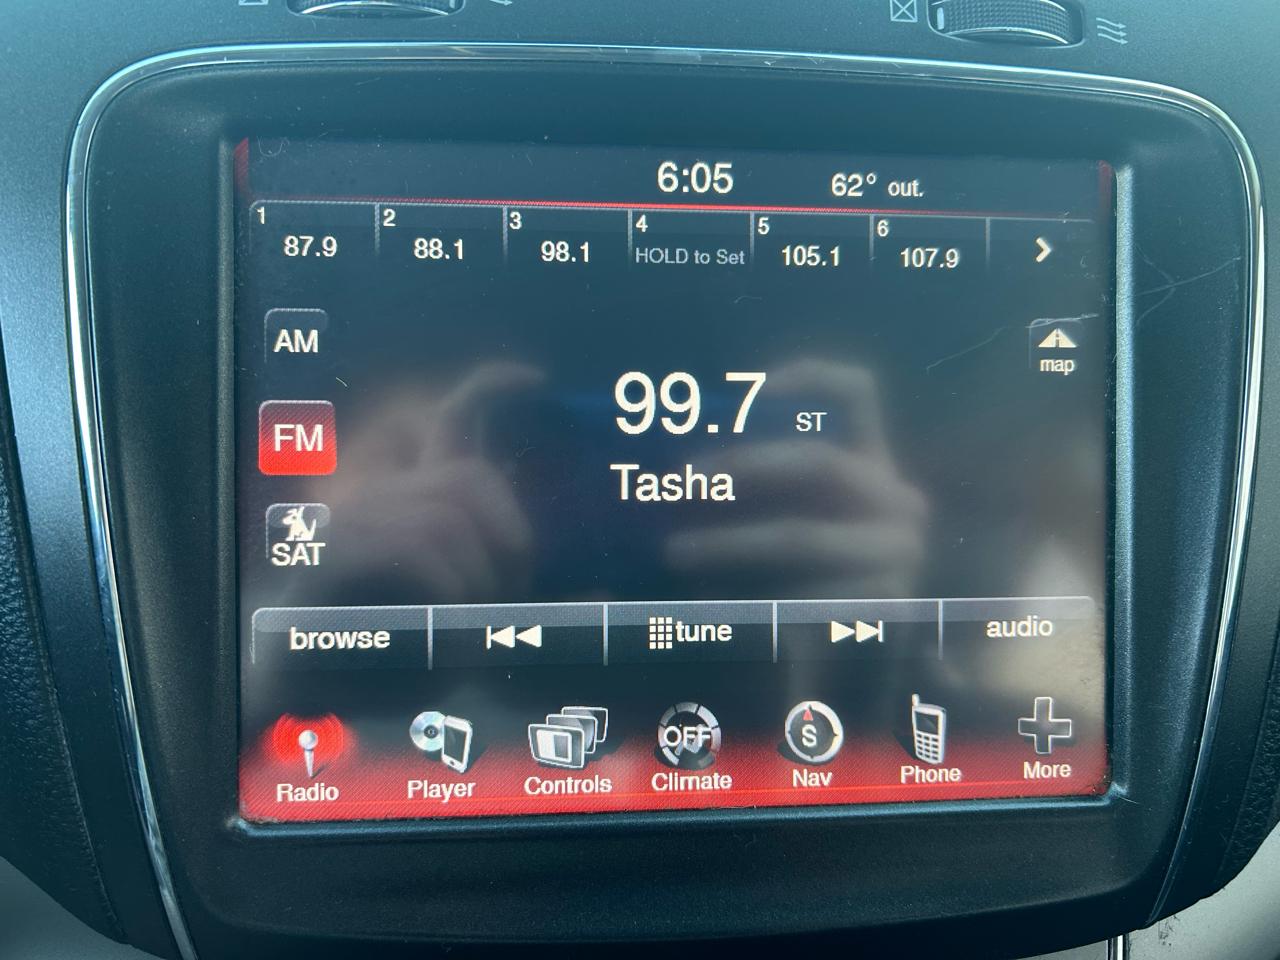 6:05 62° out.
1 2 3 4 5 6
87.9 88.1 98.1 HOLD to Set 105.1 107.9
AM
map
99.7 ST
FM
Tasha
SAT
browse tune audio
OFF S
Radio Player Controls Climate Nav Phone More